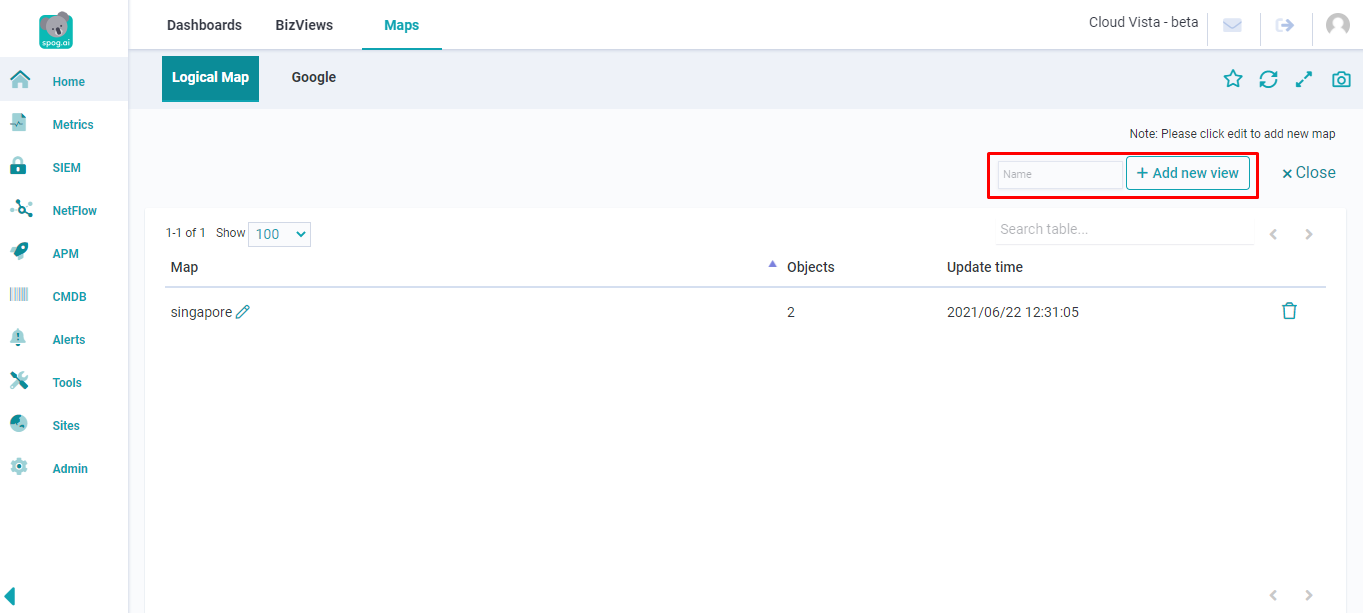 spog.ai
Dashboards BizViews Maps Cloud Vista - beta
Home
Metrics
SIEM
NetFlow
APM
CMDB
Alerts
Tools
Sites
Admin
Logical Map Google
Note: Please click edit to add new map
Name + Add new view × Close
1-1 of 1 Show 100 Search table...
Map Objects Update time
singapore 2 2021/06/22 12:31:05